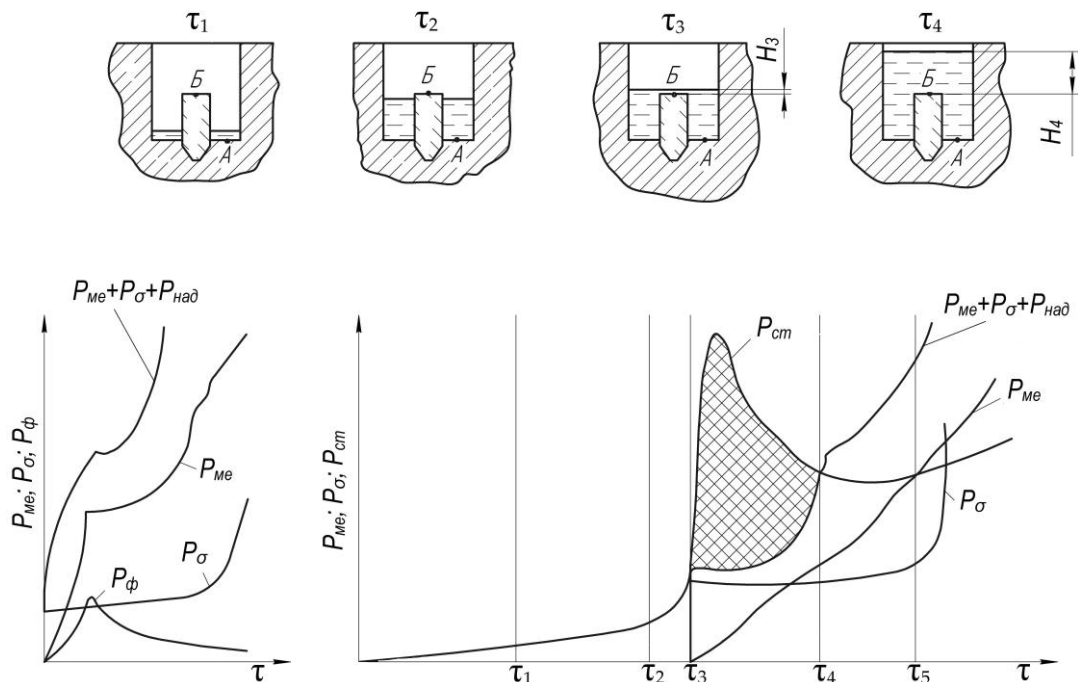 τ₁ τ₂ τ₃ τ₄
Б Б Б Б
А А А А
H₃
H₄
Pме+Pσ+Pнад
Pме
Pσ
Pф
Pме; Pσ; Pф
τ
Pме+Pσ+Pнад
Pст
Pме
Pσ
Pме; Pσ; Pст
τ₁ τ₂ τ₃ τ₄ τ₅ τ